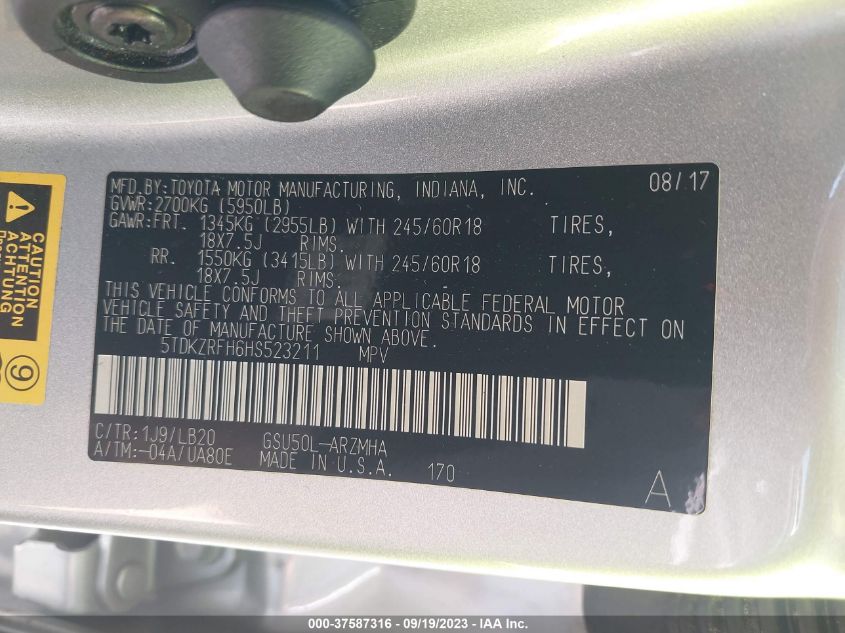 MFD.BY:TOYOTA MOTOR MANUFACTURING, INDIANA, INC. 08/17
GVWR:2700KG (5950LB)
GAWR:FRT. 1345KG (2955LB) WITH 245/60R18 TIRES,
18X7.5J RIMS.
RR. 1550KG (3415LB) WITH 245/60R18 TIRES,
18X7.5J RIMS.
THIS VEHICLE CONFORMS TO ALL APPLICABLE FEDERAL MOTOR
VEHICLE SAFETY AND THEFT PREVENTION STANDARDS IN EFFECT ON
THE DATE OF MANUFACTURE SHOWN ABOVE.
5TDKZRFH6HS523211 MPV
C/TR:1J9/LB20 GSU50L-ARZMHA
A/TM:-04A/UA80E MADE IN U.S.A. 170
A
CAUTION
ATTENTION
ACHTUNG
9
000-37587316 - 09/19/2023 - IAA Inc.